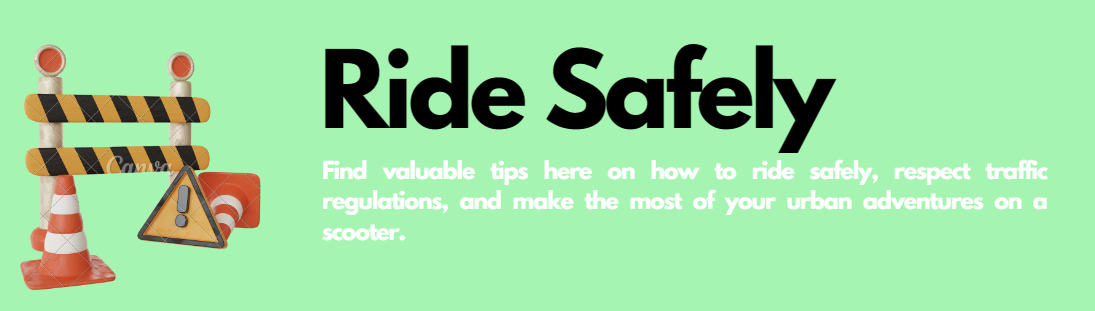 Ride Safely
Find valuable tips here on how to ride safely, respect traffic
regulations, and make the most of your urban adventures on a
scooter.
Canva